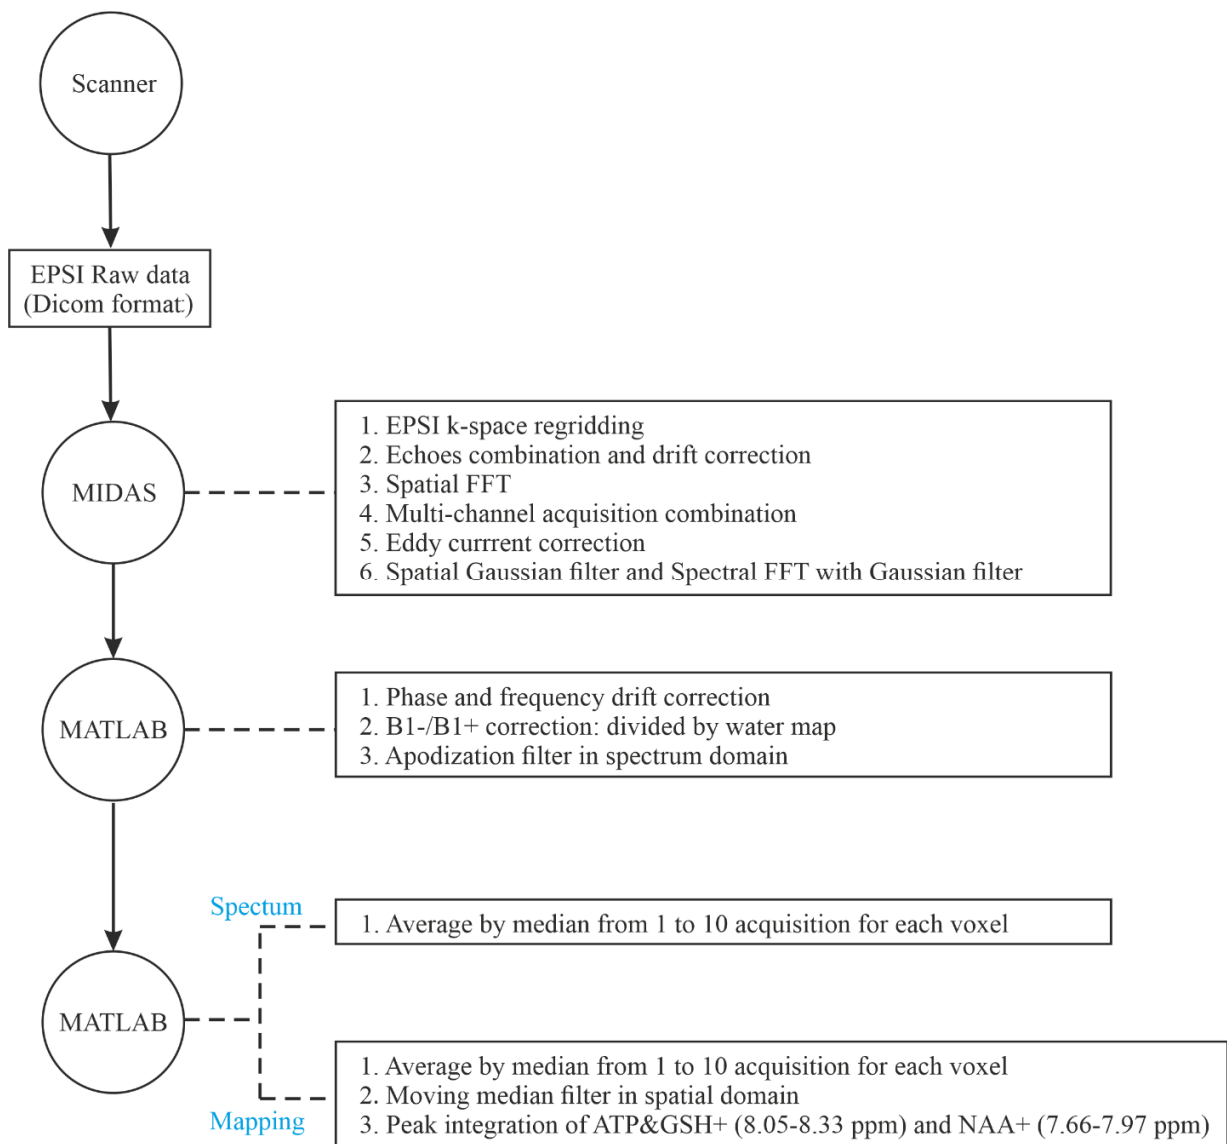 Scanner
EPSI Raw data
(Dicom format)
MIDAS
1. EPSI k-space regridding
2. Echoes combination and drift correction
3. Spatial FFT
4. Multi-channel acquisition combination
5. Eddy currrent correction
6. Spatial Gaussian filter and Spectral FFT with Gaussian filter
MATLAB
1. Phase and frequency drift correction
2. B1-/B1+ correction: divided by water map
3. Apodization filter in spectrum domain
MATLAB
Spectum
1. Average by median from 1 to 10 acquisition for each voxel
Mapping
1. Average by median from 1 to 10 acquisition for each voxel
2. Moving median filter in spatial domain
3. Peak integration of ATP&GSH+ (8.05-8.33 ppm) and NAA+ (7.66-7.97 ppm)